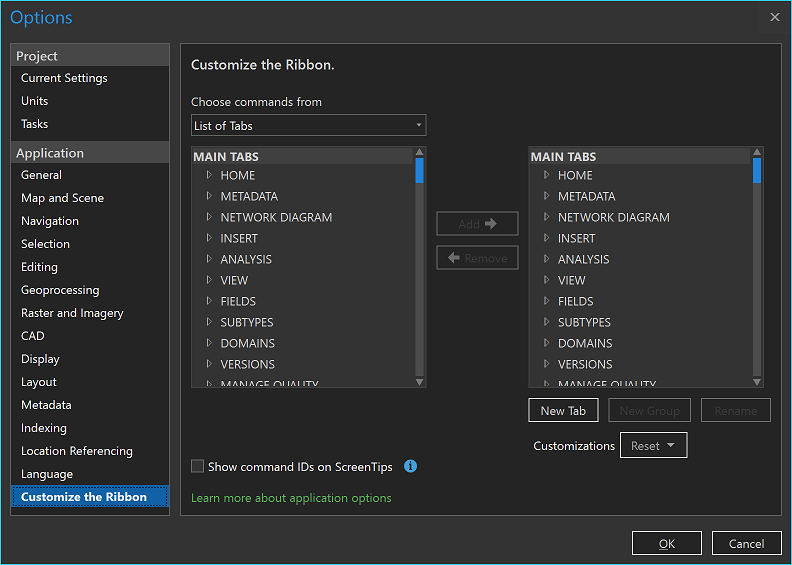 Options
Project
Current Settings
Units
Tasks
Application
General
Map and Scene
Navigation
Selection
Editing
Geoprocessing
Raster and Imagery
CAD
Display
Layout
Metadata
Indexing
Location Referencing
Language
Customize the Ribbon
Customize the Ribbon.
Choose commands from
List of Tabs
MAIN TABS
HOME
METADATA
NETWORK DIAGRAM
INSERT
ANALYSIS
VIEW
FIELDS
SUBTYPES
DOMAINS
VERSIONS
MANAGE QUALITY
Add
Remove
MAIN TABS
HOME
METADATA
NETWORK DIAGRAM
INSERT
ANALYSIS
VIEW
FIELDS
SUBTYPES
DOMAINS
VERSIONS
MANAGE QUALITY
New Tab
New Group
Rename
Customizations
Reset
Show command IDs on ScreenTips
Learn more about application options
OK
Cancel